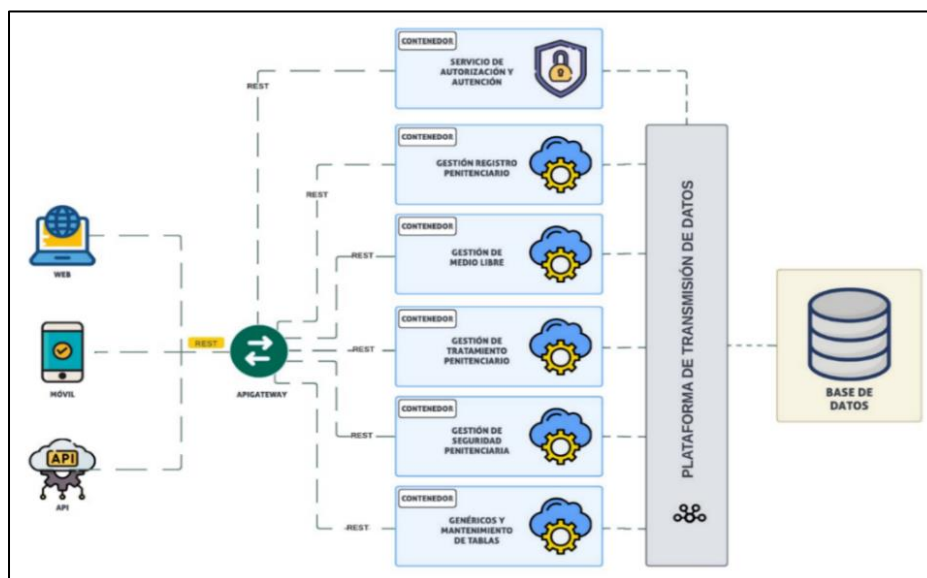 CONTENEDOR
SERVICIO DE
AUTORIZACIÓN Y
AUTENCIÓN
REST
CONTENEDOR
GESTIÓN REGISTRO
PENITENCIARIO
REST
CONTENEDOR
GESTIÓN DE
MEDIO LIBRE
REST
WEB
CONTENEDOR
GESTIÓN DE
TRATAMIENTO
PENITENCIARIO
REST
REST
APIGATEWAY
MÓVIL
CONTENEDOR
GESTIÓN DE
SEGURIDAD
PENITENCIARIA
REST
API
API
CONTENEDOR
GENÉRICOS Y
MANTENIMIENTO
DE TABLAS
REST
PLATAFORMA DE TRANSMISIÓN DE DATOS
BASE DE
DATOS